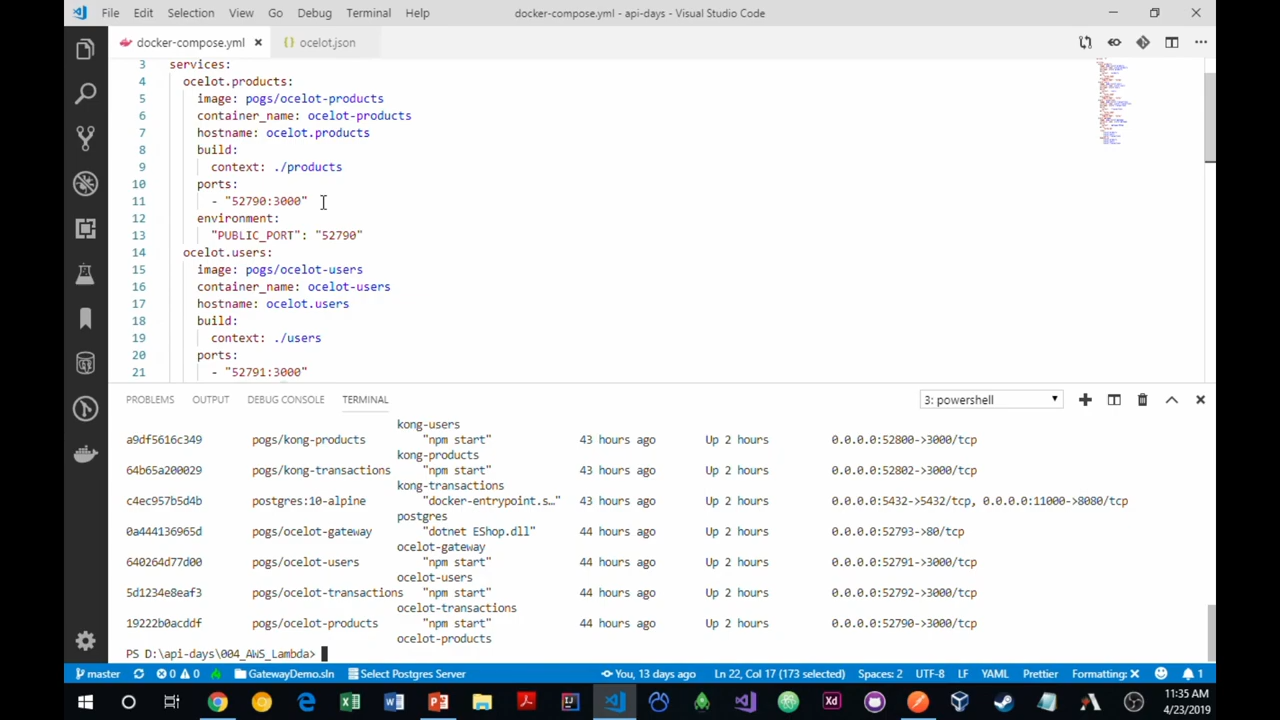 File Edit Selection View Go Debug Terminal Help docker-compose.yml - api-days - Visual Studio Code
docker-compose.yml ocelot.json
3 services:
4 ocelot.products:
5 image: pogs/ocelot-products
6 container_name: ocelot-products
7 hostname: ocelot.products
8 build:
9 context: ./products
10 ports:
11 - "52790:3000"
12 environment:
13 "PUBLIC_PORT": "52790"
14 ocelot.users:
15 image: pogs/ocelot-users
16 container_name: ocelot-users
17 hostname: ocelot.users
18 build:
19 context: ./users
20 ports:
21 - "52791:3000"
PROBLEMS OUTPUT DEBUG CONSOLE TERMINAL 3: powershell
kong-users
a9df5616c349 pogs/kong-products "npm start" 43 hours ago Up 2 hours 0.0.0.0:52800->3000/tcp
kong-products
64b65a200029 pogs/kong-transactions "npm start" 43 hours ago Up 2 hours 0.0.0.0:52802->3000/tcp
kong-transactions
c4ec957b5d4b postgres:10-alpine "docker-entrypoint.s…" 43 hours ago Up 2 hours 0.0.0.0:5432->5432/tcp, 0.0.0.0:11000->8080/tcp
postgres
0a444136965d pogs/ocelot-gateway "dotnet EShop.dll" 44 hours ago Up 2 hours 0.0.0.0:52793->80/tcp
ocelot-gateway
640264d77d00 pogs/ocelot-users "npm start" 44 hours ago Up 2 hours 0.0.0.0:52791->3000/tcp
ocelot-users
5d1234e8eaf3 pogs/ocelot-transactions "npm start" 44 hours ago Up 2 hours 0.0.0.0:52792->3000/tcp
ocelot-transactions
19222b0acddf pogs/ocelot-products "npm start" 44 hours ago Up 2 hours 0.0.0.0:52790->3000/tcp
ocelot-products
PS D:\api-days\004_AWS_Lambda>
master 0 0 GatewayDemo.sln Select Postgres Server You, 13 days ago Ln 22, Col 17 (173 selected) Spaces: 2 UTF-8 LF YAML Prettier Formatting: × 1
11:35 AM
4/23/2019